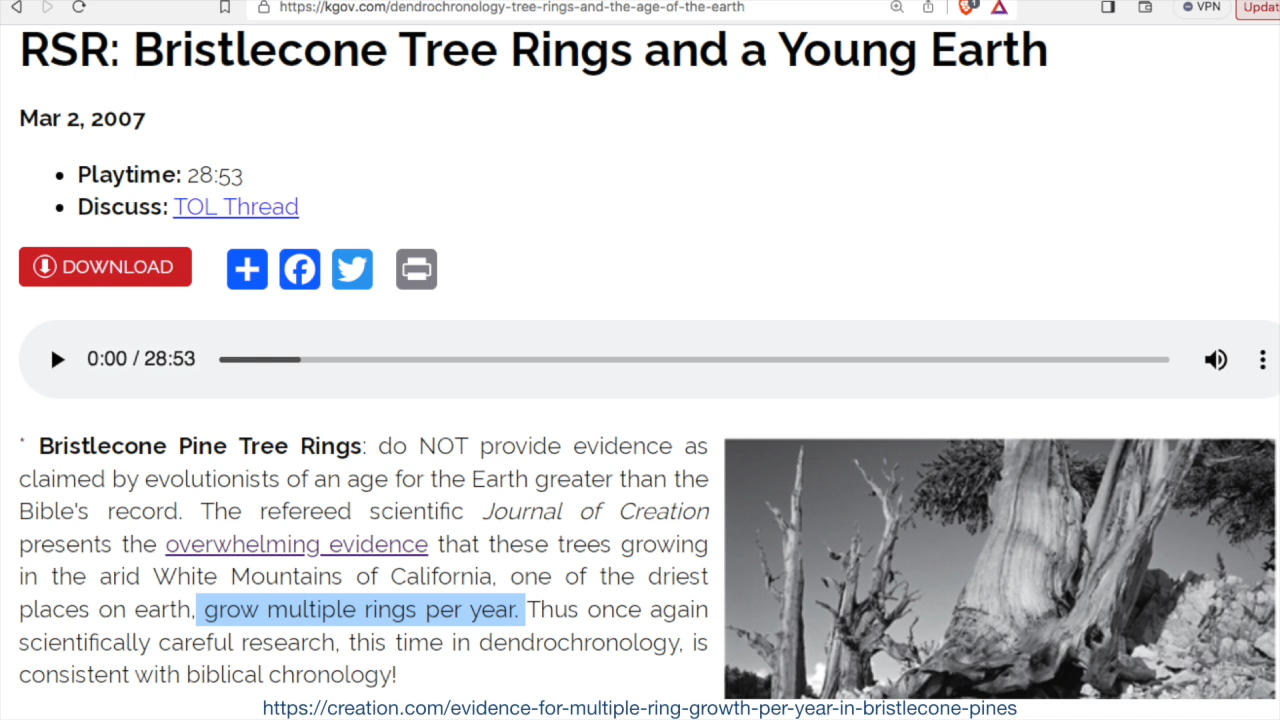 https://kgov.com/dendrochronology-tree-rings-and-the-age-of-the-earth
1
VPN
Updat
RSR: Bristlecone Tree Rings and a Young Earth
Mar 2, 2007
• Playtime: 28:53
• Discuss: TOL Thread
DOWNLOAD
0:00 / 28:53
* Bristlecone Pine Tree Rings: do NOT provide evidence as
claimed by evolutionists of an age for the Earth greater than the
Bible's record. The refereed scientific Journal of Creation
presents the overwhelming evidence that these trees growing
in the arid White Mountains of California, one of the driest
places on earth, grow multiple rings per year. Thus once again
scientifically careful research, this time in dendrochronology, is
consistent with biblical chronology!
https://creation.com/evidence-for-multiple-ring-growth-per-year-in-bristlecone-pines